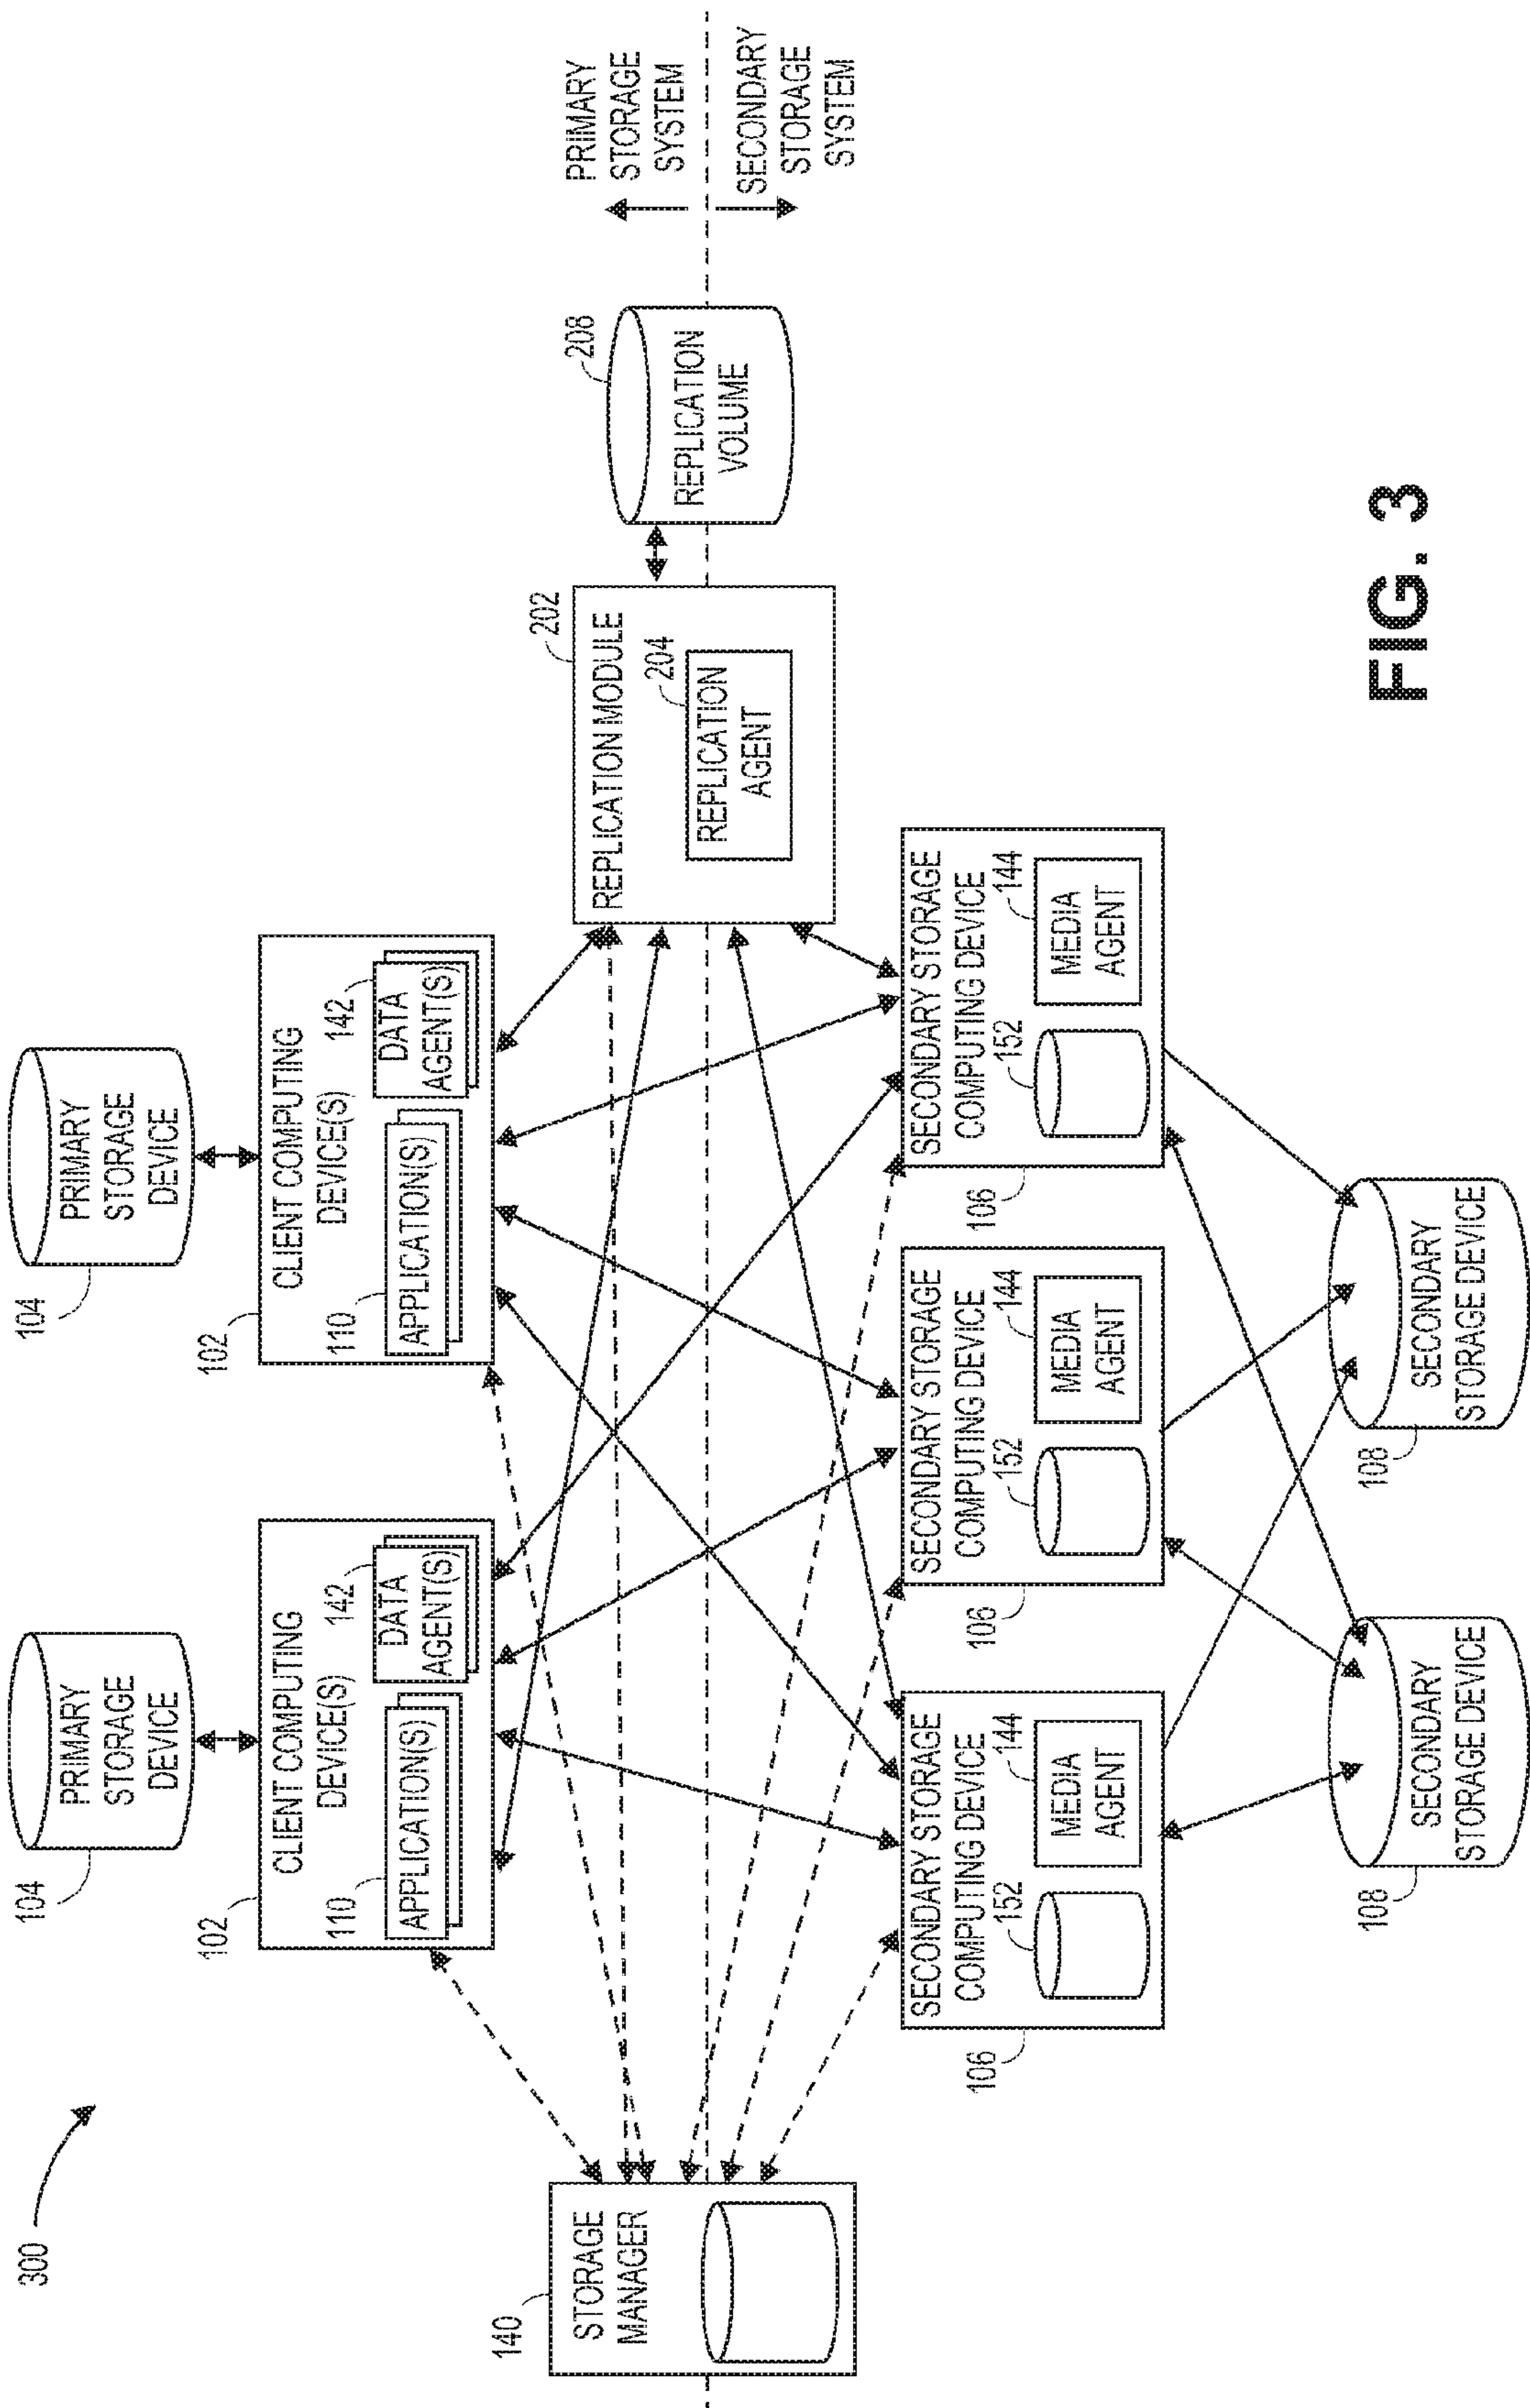 300
104
PRIMARY
STORAGE
DEVICE
104
PRIMARY
STORAGE
DEVICE
102
CLIENT COMPUTING
DEVICE(S)
110
APPLICATION(S)
142
DATA
AGENT(S)
102
CLIENT COMPUTING
DEVICE(S)
110
APPLICATION(S)
142
DATA
AGENT(S)
140
STORAGE
MANAGER
202
REPLICATION MODULE
204
REPLICATION
AGENT
208
REPLICATION
VOLUME
PRIMARY
STORAGE
SYSTEM
SECONDARY
STORAGE
SYSTEM
106
SECONDARY STORAGE
COMPUTING DEVICE
152
144
MEDIA
AGENT
106
SECONDARY STORAGE
COMPUTING DEVICE
152
144
MEDIA
AGENT
106
SECONDARY STORAGE
COMPUTING DEVICE
152
144
MEDIA
AGENT
108
SECONDARY
STORAGE DEVICE
108
SECONDARY
STORAGE DEVICE
FIG. 3